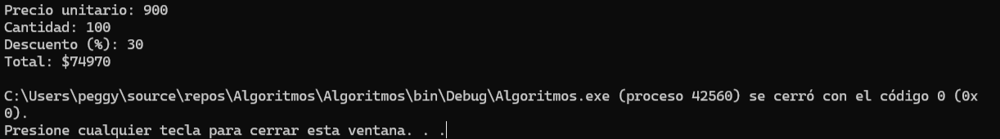 Precio unitario: 900
Cantidad: 100
Descuento (%): 30
Total: $74970

C:\Users\peggy\source\repos\Algoritmos\Algoritmos\bin\Debug\Algoritmos.exe (proceso 42560) se cerró con el código 0 (0x
0).
Presione cualquier tecla para cerrar esta ventana. . .